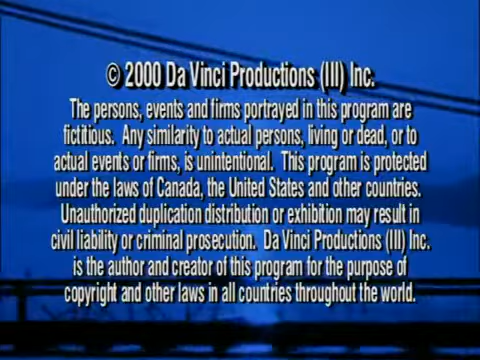 © 2000 Da Vinci Productions (III) Inc.
The persons, events and firms portrayed in this program are
fictitious. Any similarity to actual persons, living or dead, or to
actual events or firms, is unintentional. This program is protected
under the laws of Canada, the United States and other countries.
Unauthorized duplication distribution or exhibition may result in
civil liability or criminal prosecution. Da Vinci Productions (III) Inc.
is the author and creator of this program for the purpose of
copyright and other laws in all countries throughout the world.